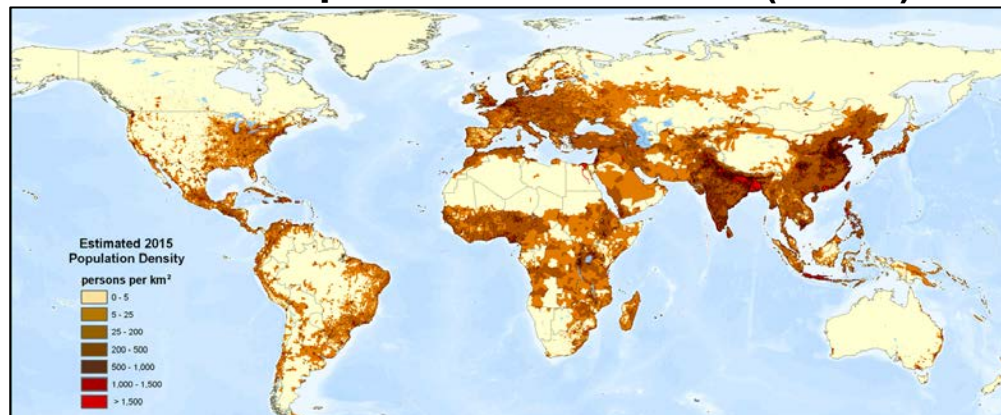 Estimated 2015
Population Density
persons per km²
0 - 5
5 - 25
25 - 200
200 - 500
500 - 1,000
1,000 - 1,500
> 1,500